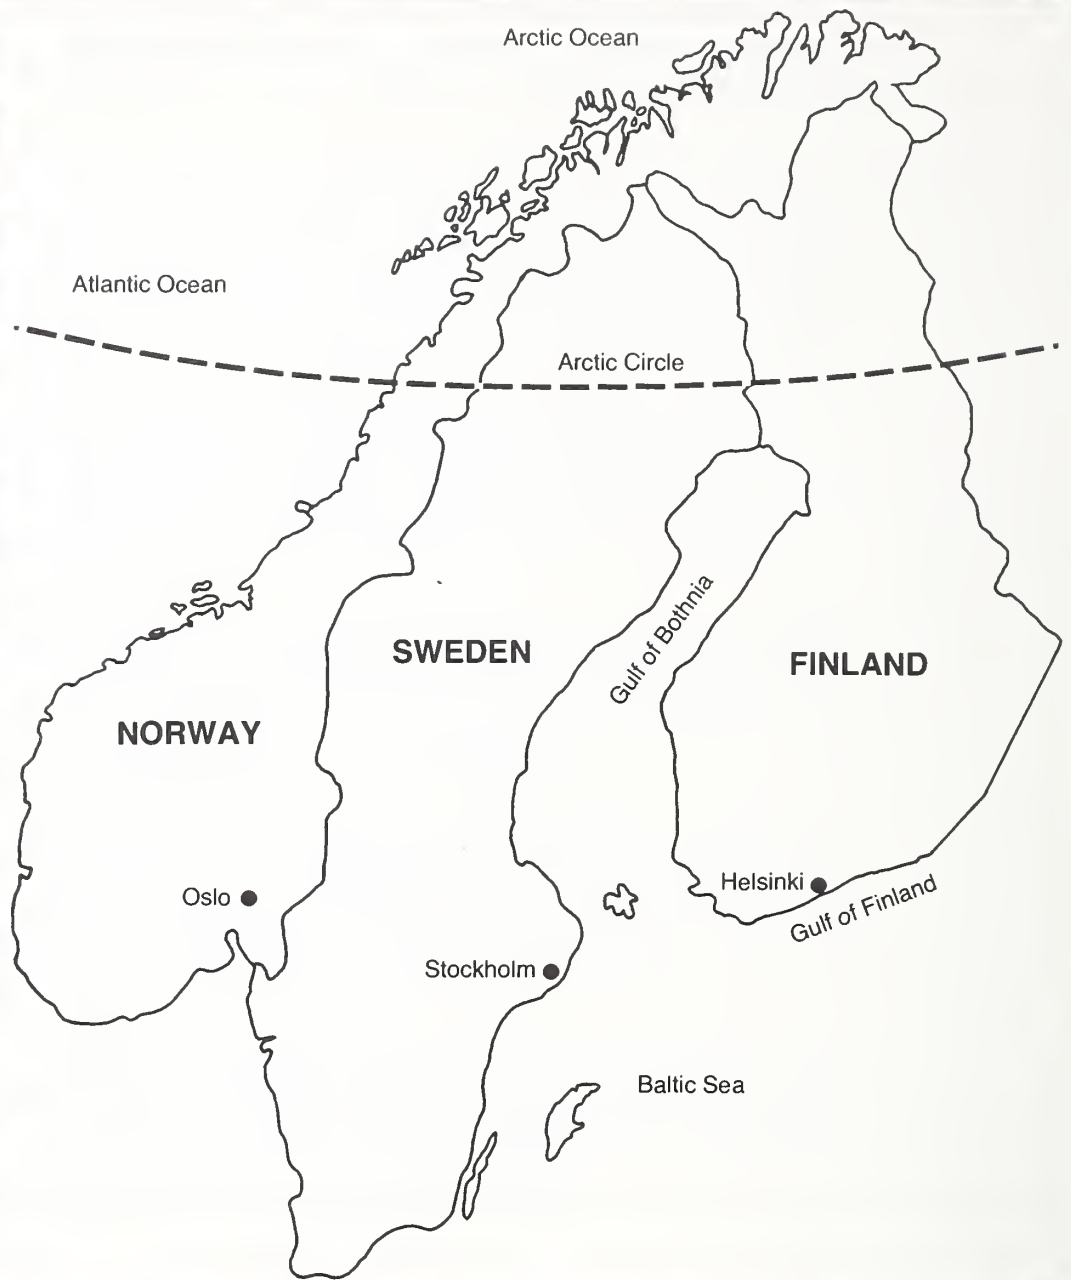 Arctic Ocean
Atlantic Ocean
Arctic Circle
Gulf of Bothnia
SWEDEN
FINLAND
NORWAY
Helsinki
Oslo
Gulf of Finland
Stockholm
Baltic Sea